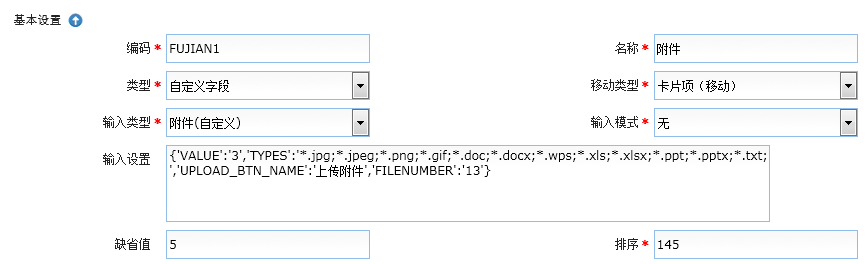 基本设置
编码 * FUJIAN1 名称 * 附件
类型 * 自定义字段 移动类型 * 卡片项（移动）
输入类型 * 附件(自定义) 输入模式 * 无
输入设置 {'VALUE':'3','TYPES':'*.jpg;*.jpeg;*.png;*.gif;*.doc;*.docx;*.wps;*.xls;*.xlsx;*.ppt;*.pptx;*.txt;
','UPLOAD_BTN_NAME':'上传附件','FILENUMBER':'13'}
缺省值 5 排序 * 145